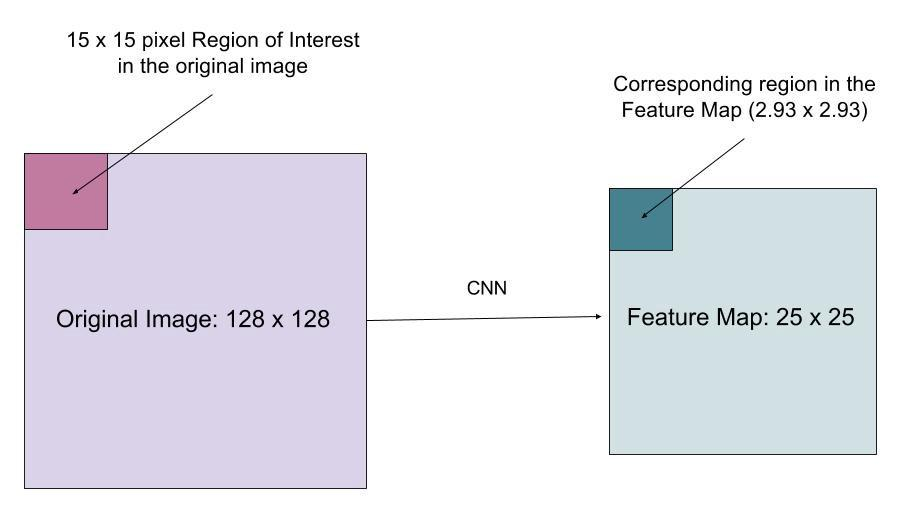 15 x 15 pixel Region of Interest
in the original image
Corresponding region in the
Feature Map (2.93 x 2.93)
CNN
Original Image: 128 x 128
Feature Map: 25 x 25